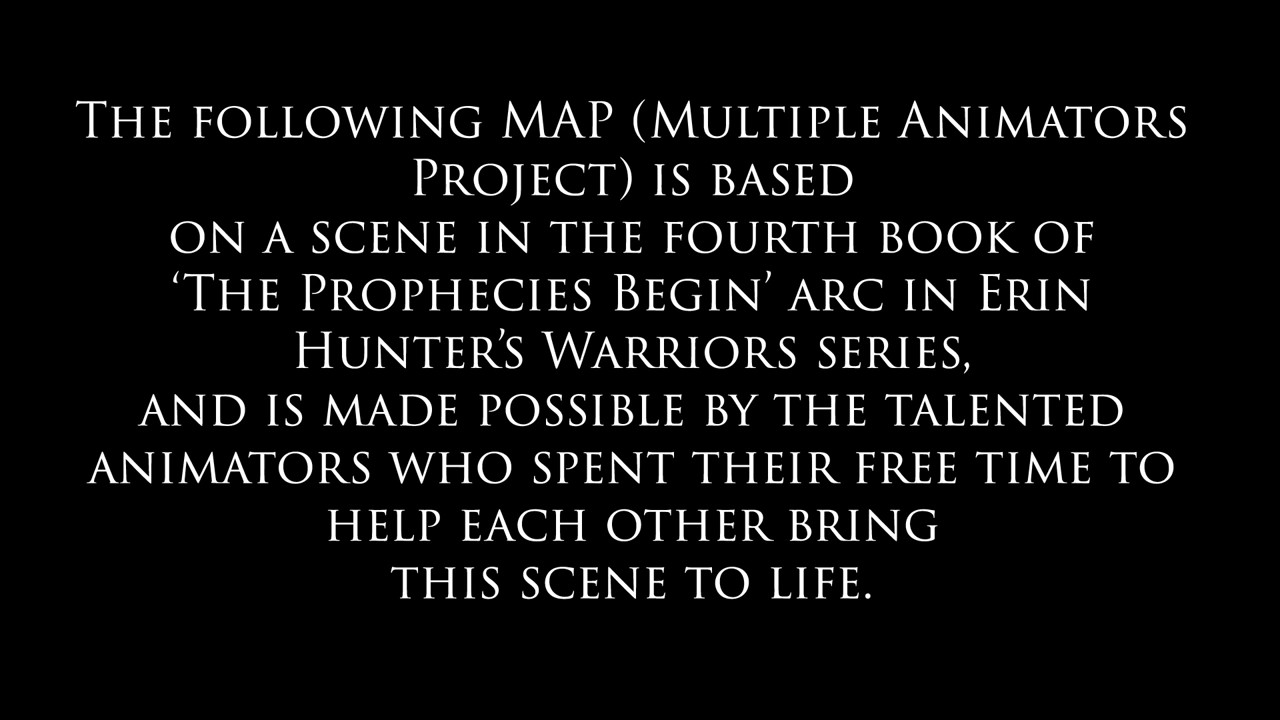 The following MAP (Multiple Animators
Project) is based
on a scene in the fourth book of
‘The Prophecies Begin’ arc in Erin
Hunter’s Warriors series,
and is made possible by the talented
animators who spent their free time to
help each other bring
this scene to life.